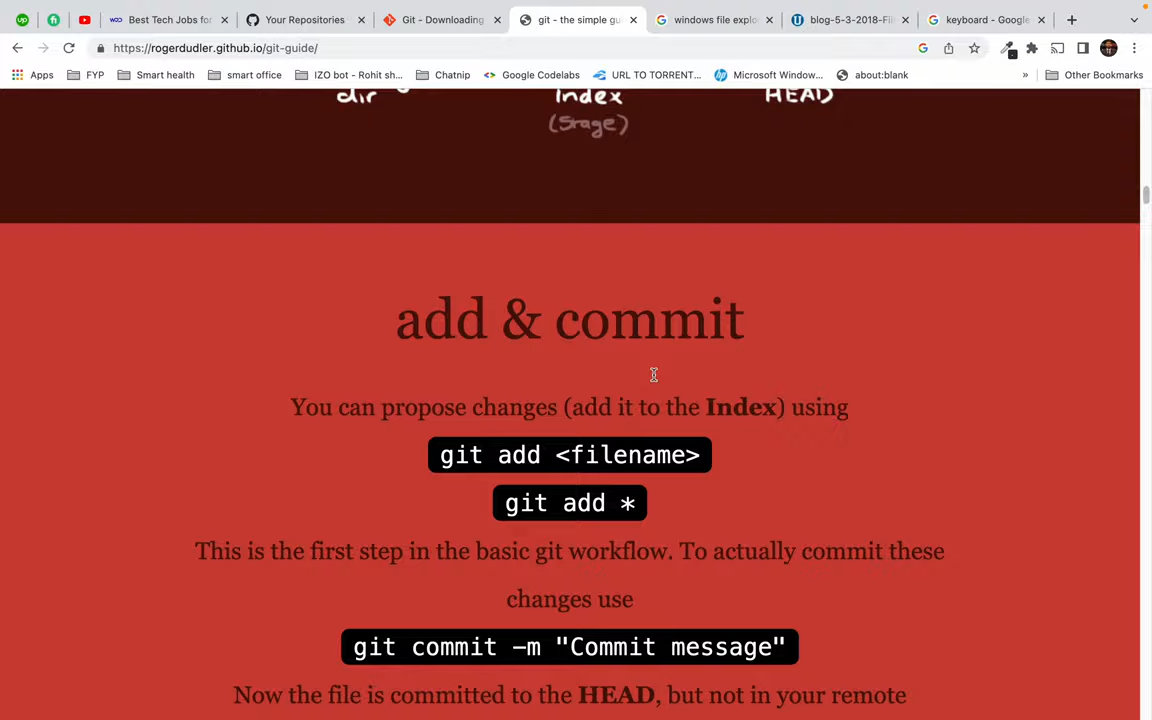 Best Tech Jobs fo
Your Repositories
Git - Downloading
git - the simple gu
windows file explo
blog-5-3-2018-Fil
keyboard - Google
https://rogerdudler.github.io/git-guide/
Apps
FYP
Smart health
smart office
IZO bot - Rohit sh...
Chatnip
Google Codelabs
URL TO TORRENT...
Microsoft Window...
about:blank
»
Other Bookmarks
dir
Index
HEAD
(Stage)
add & commit
You can propose changes (add it to the Index) using
git add <filename>
git add *
This is the first step in the basic git workflow. To actually commit these
changes use
git commit -m "Commit message"
Now the file is committed to the HEAD, but not in your remote